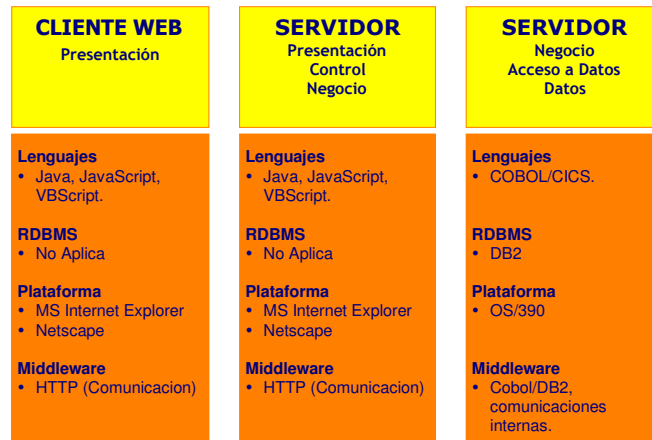 CLIENTE WEB
Presentación
Lenguajes
• Java, JavaScript,
VBScript.
RDBMS
• No Aplica
Plataforma
• MS Internet Explorer
• Netscape
Middleware
• HTTP (Comunicacion)
SERVIDOR
Presentación
Control
Negocio
Lenguajes
• Java, JavaScript,
VBScript.
RDBMS
• No Aplica
Plataforma
• MS Internet Explorer
• Netscape
Middleware
• HTTP (Comunicacion)
SERVIDOR
Negocio
Acceso a Datos
Datos
Lenguajes
• COBOL/CICS.
RDBMS
• DB2
Plataforma
• OS/390
Middleware
• Cobol/DB2,
comunicaciones
internas.